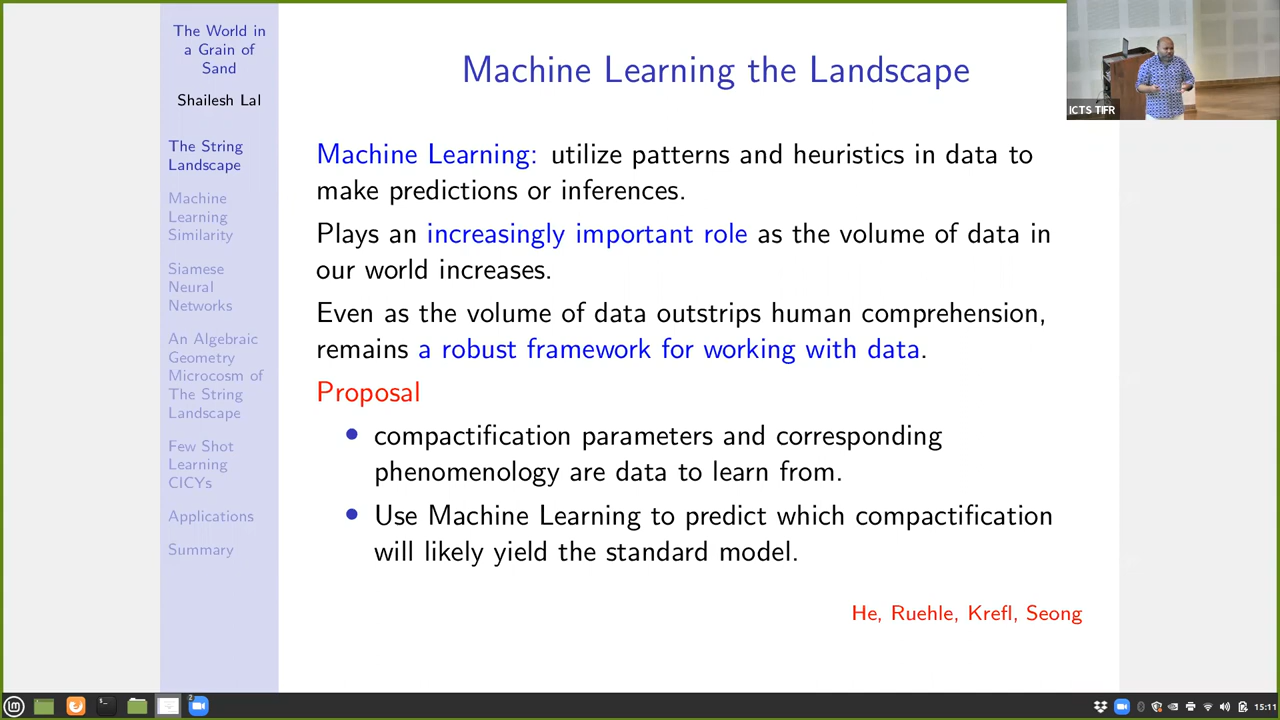 The World in
a Grain of
Sand
Shailesh Lal
The String
Landscape
Machine
Learning
Similarity
Siamese
Neural
Networks
An Algebraic
Geometry
Microcosm of
The String
Landscape
Few Shot
Learning
CICYs
Applications
Summary
Machine Learning the Landscape
Machine Learning: utilize patterns and heuristics in data to
make predictions or inferences.
Plays an increasingly important role as the volume of data in
our world increases.
Even as the volume of data outstrips human comprehension,
remains a robust framework for working with data.
Proposal
• compactification parameters and corresponding
phenomenology are data to learn from.
• Use Machine Learning to predict which compactification
will likely yield the standard model.
He, Ruehle, Krefl, Seong
ICTS TIFR
2
15:11